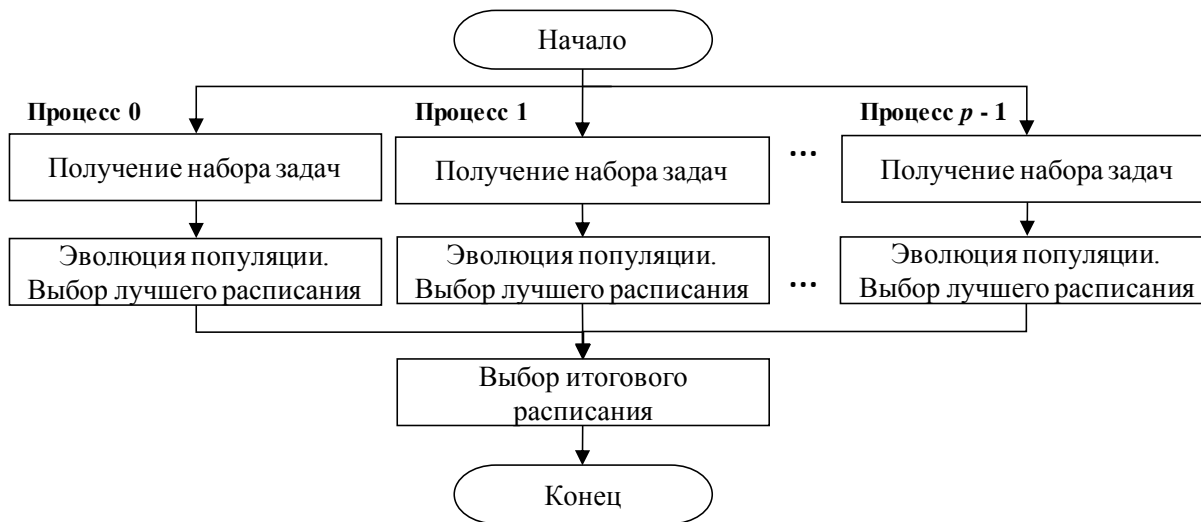 Начало
Процесс 0
Процесс 1
Процесс p - 1
Получение набора задач
Получение набора задач
...
Получение набора задач
Эволюция популяции.
Выбор лучшего расписания
Эволюция популяции.
Выбор лучшего расписания
...
Эволюция популяции.
Выбор лучшего расписания
Выбор итогового
расписания
Конец